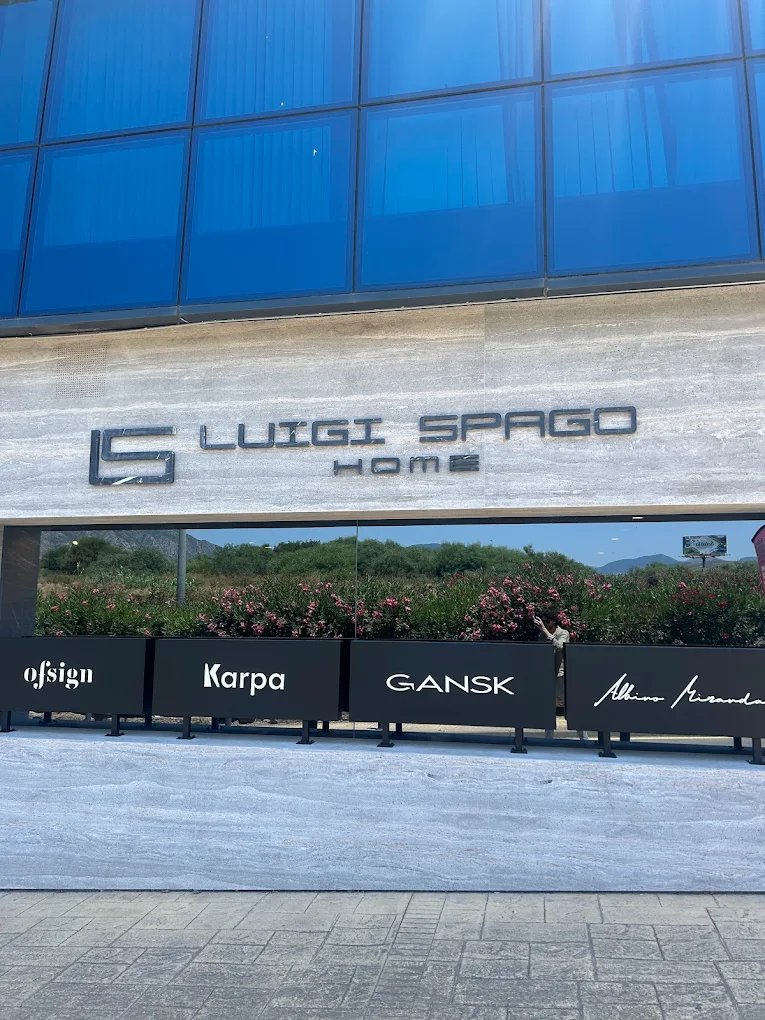 LS LUIGI SPAGO
HOME
ofsign
Karpa
GANSK
Albino Miranda